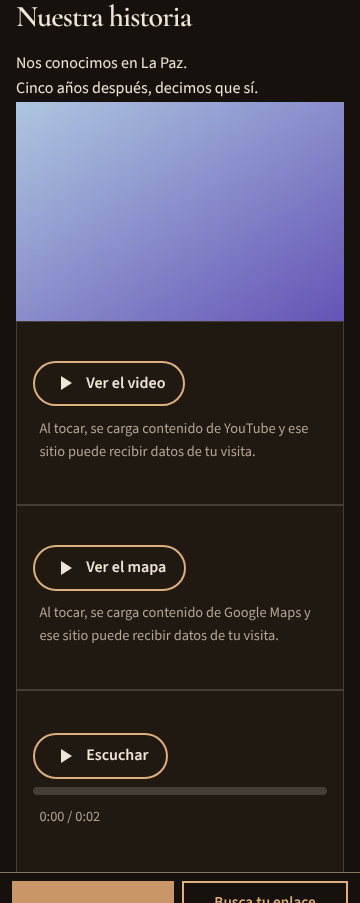 Nuestra historia
Nos conocimos en La Paz.
Cinco años después, decimos que sí.
Ver el video
Al tocar, se carga contenido de YouTube y ese
sitio puede recibir datos de tu visita.
Ver el mapa
Al tocar, se carga contenido de Google Maps y
ese sitio puede recibir datos de tu visita.
Escuchar
0:00 / 0:02
Busca tu enlace